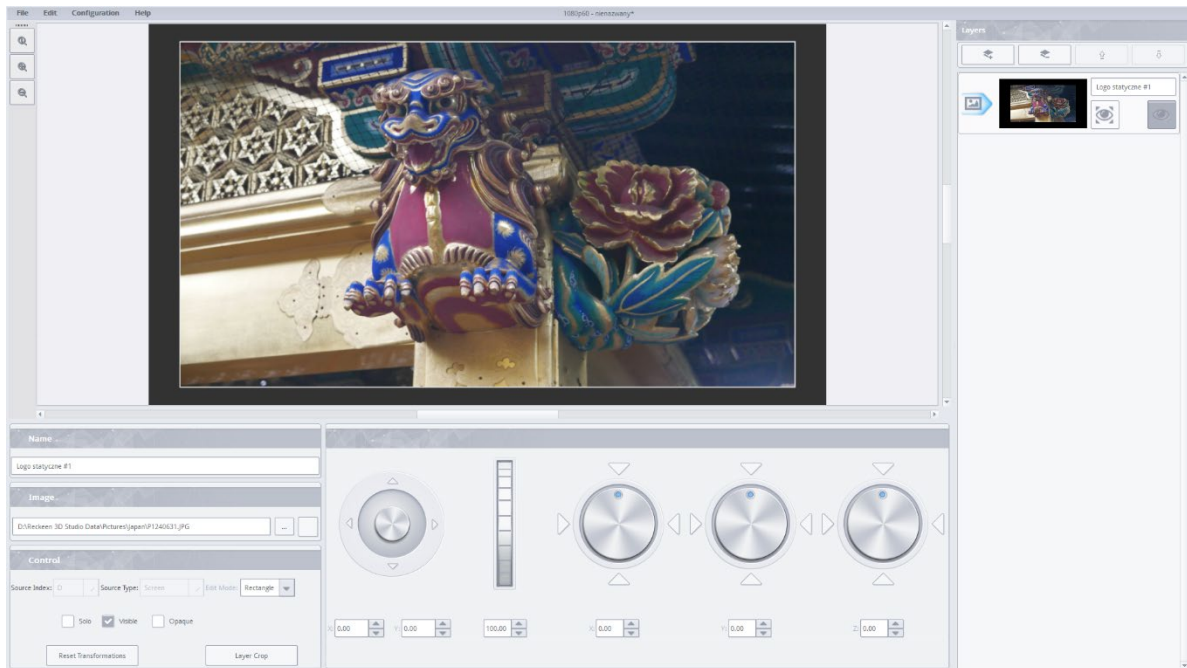 File Edit Configuration Help
1080p60 - nienazwany*
Layers
Logo statyczne #1
Name
Logo statyczne #1
Image
D:\Reckeen 3D Studio Data\Pictures\Japan\P1240631.JPG
...
Control
Source Index: D Source Type: Screen Edit Mode: Rectangle
Solo Visible Opaque
Reset Transformations Layer Crop
X: 0.00 Y: 0.00 100.00 X: 0.00 Y: 0.00 Z: 0.00